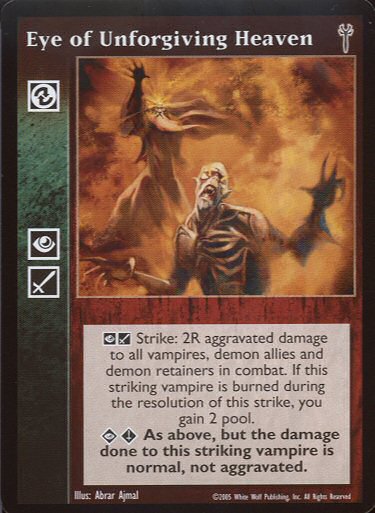 Eye of Unforgiving Heaven
Strike: 2R aggravated damage
to all vampires, demon allies and
demon retainers in combat. If this
striking vampire is burned during
the resolution of this strike, you
gain 2 pool.
As above, but the damage
done to this striking vampire is
normal, not aggravated.
Illus: Abrar Ajmal
©2005 White Wolf Publishing, Inc. All Rights Reserved